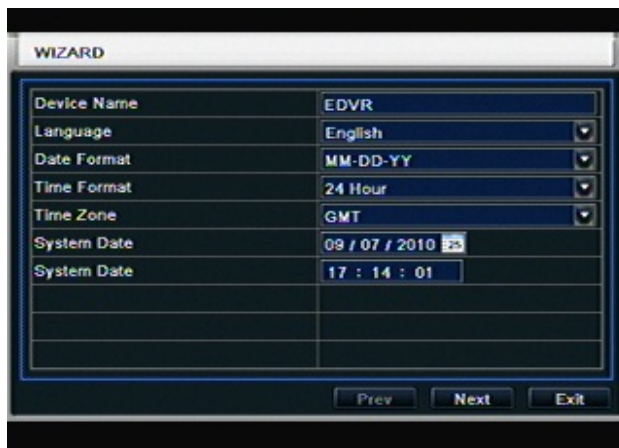 WIZARD
Device Name EDVR
Language English
Date Format MM-DD-YY
Time Format 24 Hour
Time Zone GMT
System Date 09 / 07 / 2010 25
System Date 17 : 14 : 01
Prev Next Exit